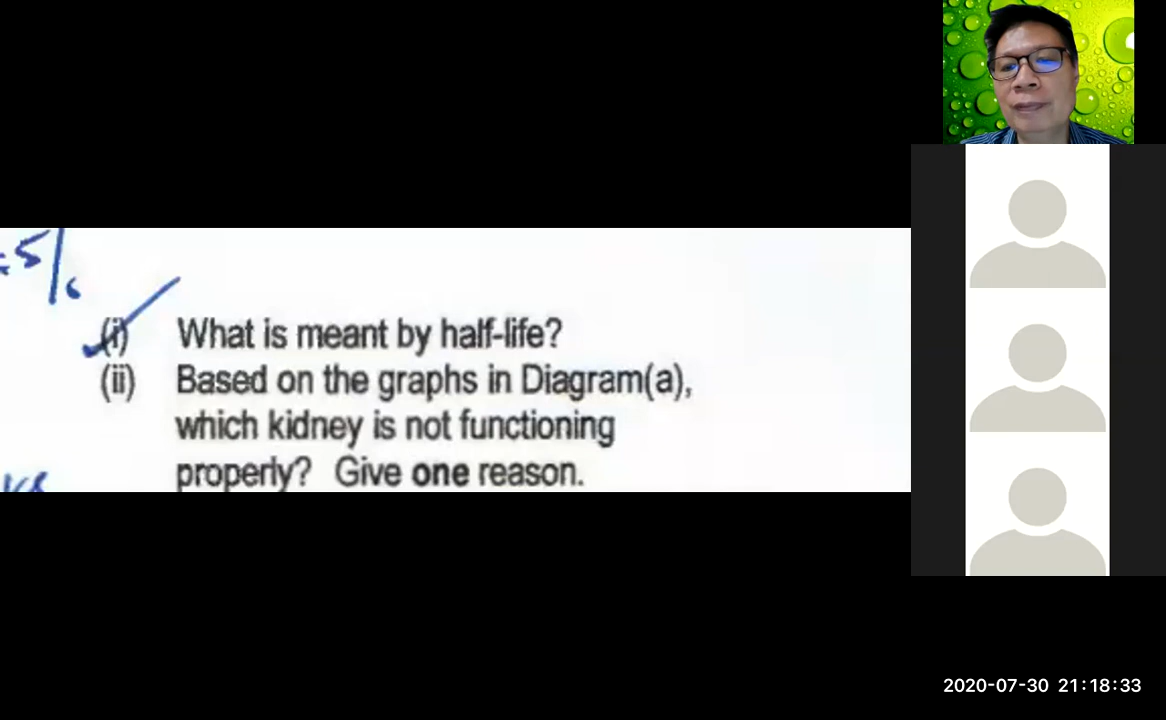 (i) What is meant by half-life?
(ii) Based on the graphs in Diagram(a),
which kidney is not functioning
properly? Give one reason.
2020-07-30 21:18:33